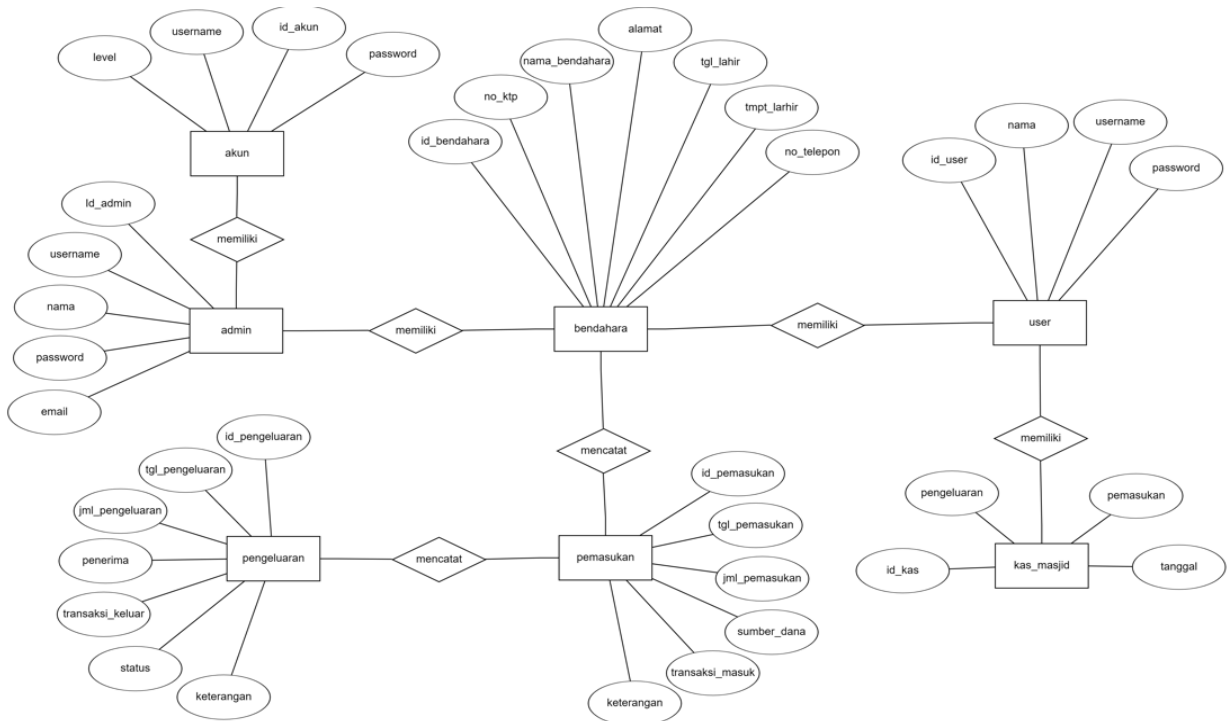 level
username
id_akun
password
akun
memiliki
Id_admin
username
nama
password
email
admin
memiliki
id_bendahara
no_ktp
nama_bendahara
alamat
tgl_lahir
tmpt_larhir
no_telepon
bendahara
memiliki
id_user
nama
username
password
user
memiliki
pengeluaran
pemasukan
id_kas
kas_masjid
tanggal
mencatat
id_pemasukan
tgl_pemasukan
jml_pemasukan
sumber_dana
transaksi_masuk
keterangan
pemasukan
mencatat
id_pengeluaran
tgl_pengeluaran
jml_pengeluaran
penerima
transaksi_keluar
status
keterangan
pengeluaran